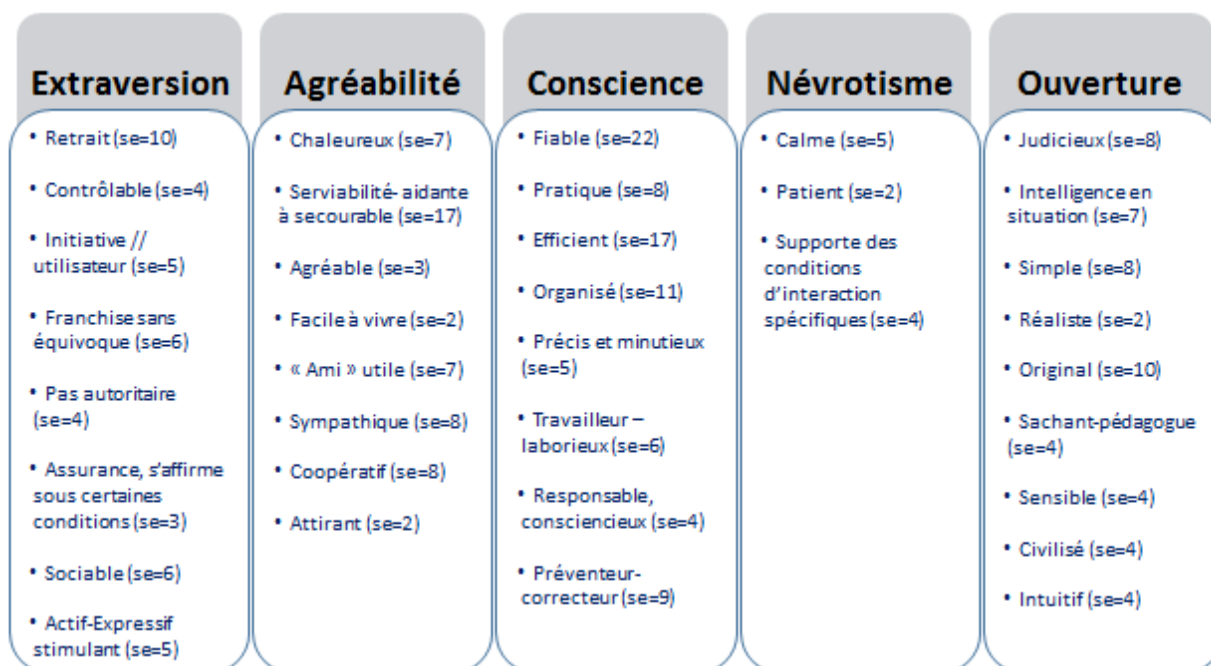 Extraversion
• Retrait (se=10)
• Contrôlable (se=4)
• Initiative //
utilisateur (se=5)
• Franchise sans
équivoque (se=6)
• Pas autoritaire
(se=4)
• Assurance, s'affirme
sous certaines
conditions (se=3)
• Sociable (se=6)
• Actif-Expressif
stimulant (se=5)
Agréabilité
• Chaleureux (se=7)
• Serviabilité- aidante
à secourable (se=17)
• Agréable (se=3)
• Facile à vivre (se=2)
• « Ami » utile (se=7)
• Sympathique (se=8)
• Coopératif (se=8)
• Attirant (se=2)
Conscience
• Fiable (se=22)
• Pratique (se=8)
• Efficient (se=17)
• Organisé (se=11)
• Précis et minutieux
(se=5)
• Travailleur –
laborieux (se=6)
• Responsable,
consciencieux (se=4)
• Préventeur-
correcteur (se=9)
Névrotisme
• Calme (se=5)
• Patient (se=2)
• Supporte des
conditions
d'interaction
spécifiques (se=4)
Ouverture
• Judicieux (se=8)
• Intelligence en
situation (se=7)
• Simple (se=8)
• Réaliste (se=2)
• Original (se=10)
• Sachant-pédagogue
(se=4)
• Sensible (se=4)
• Civilisé (se=4)
• Intuitif (se=4)